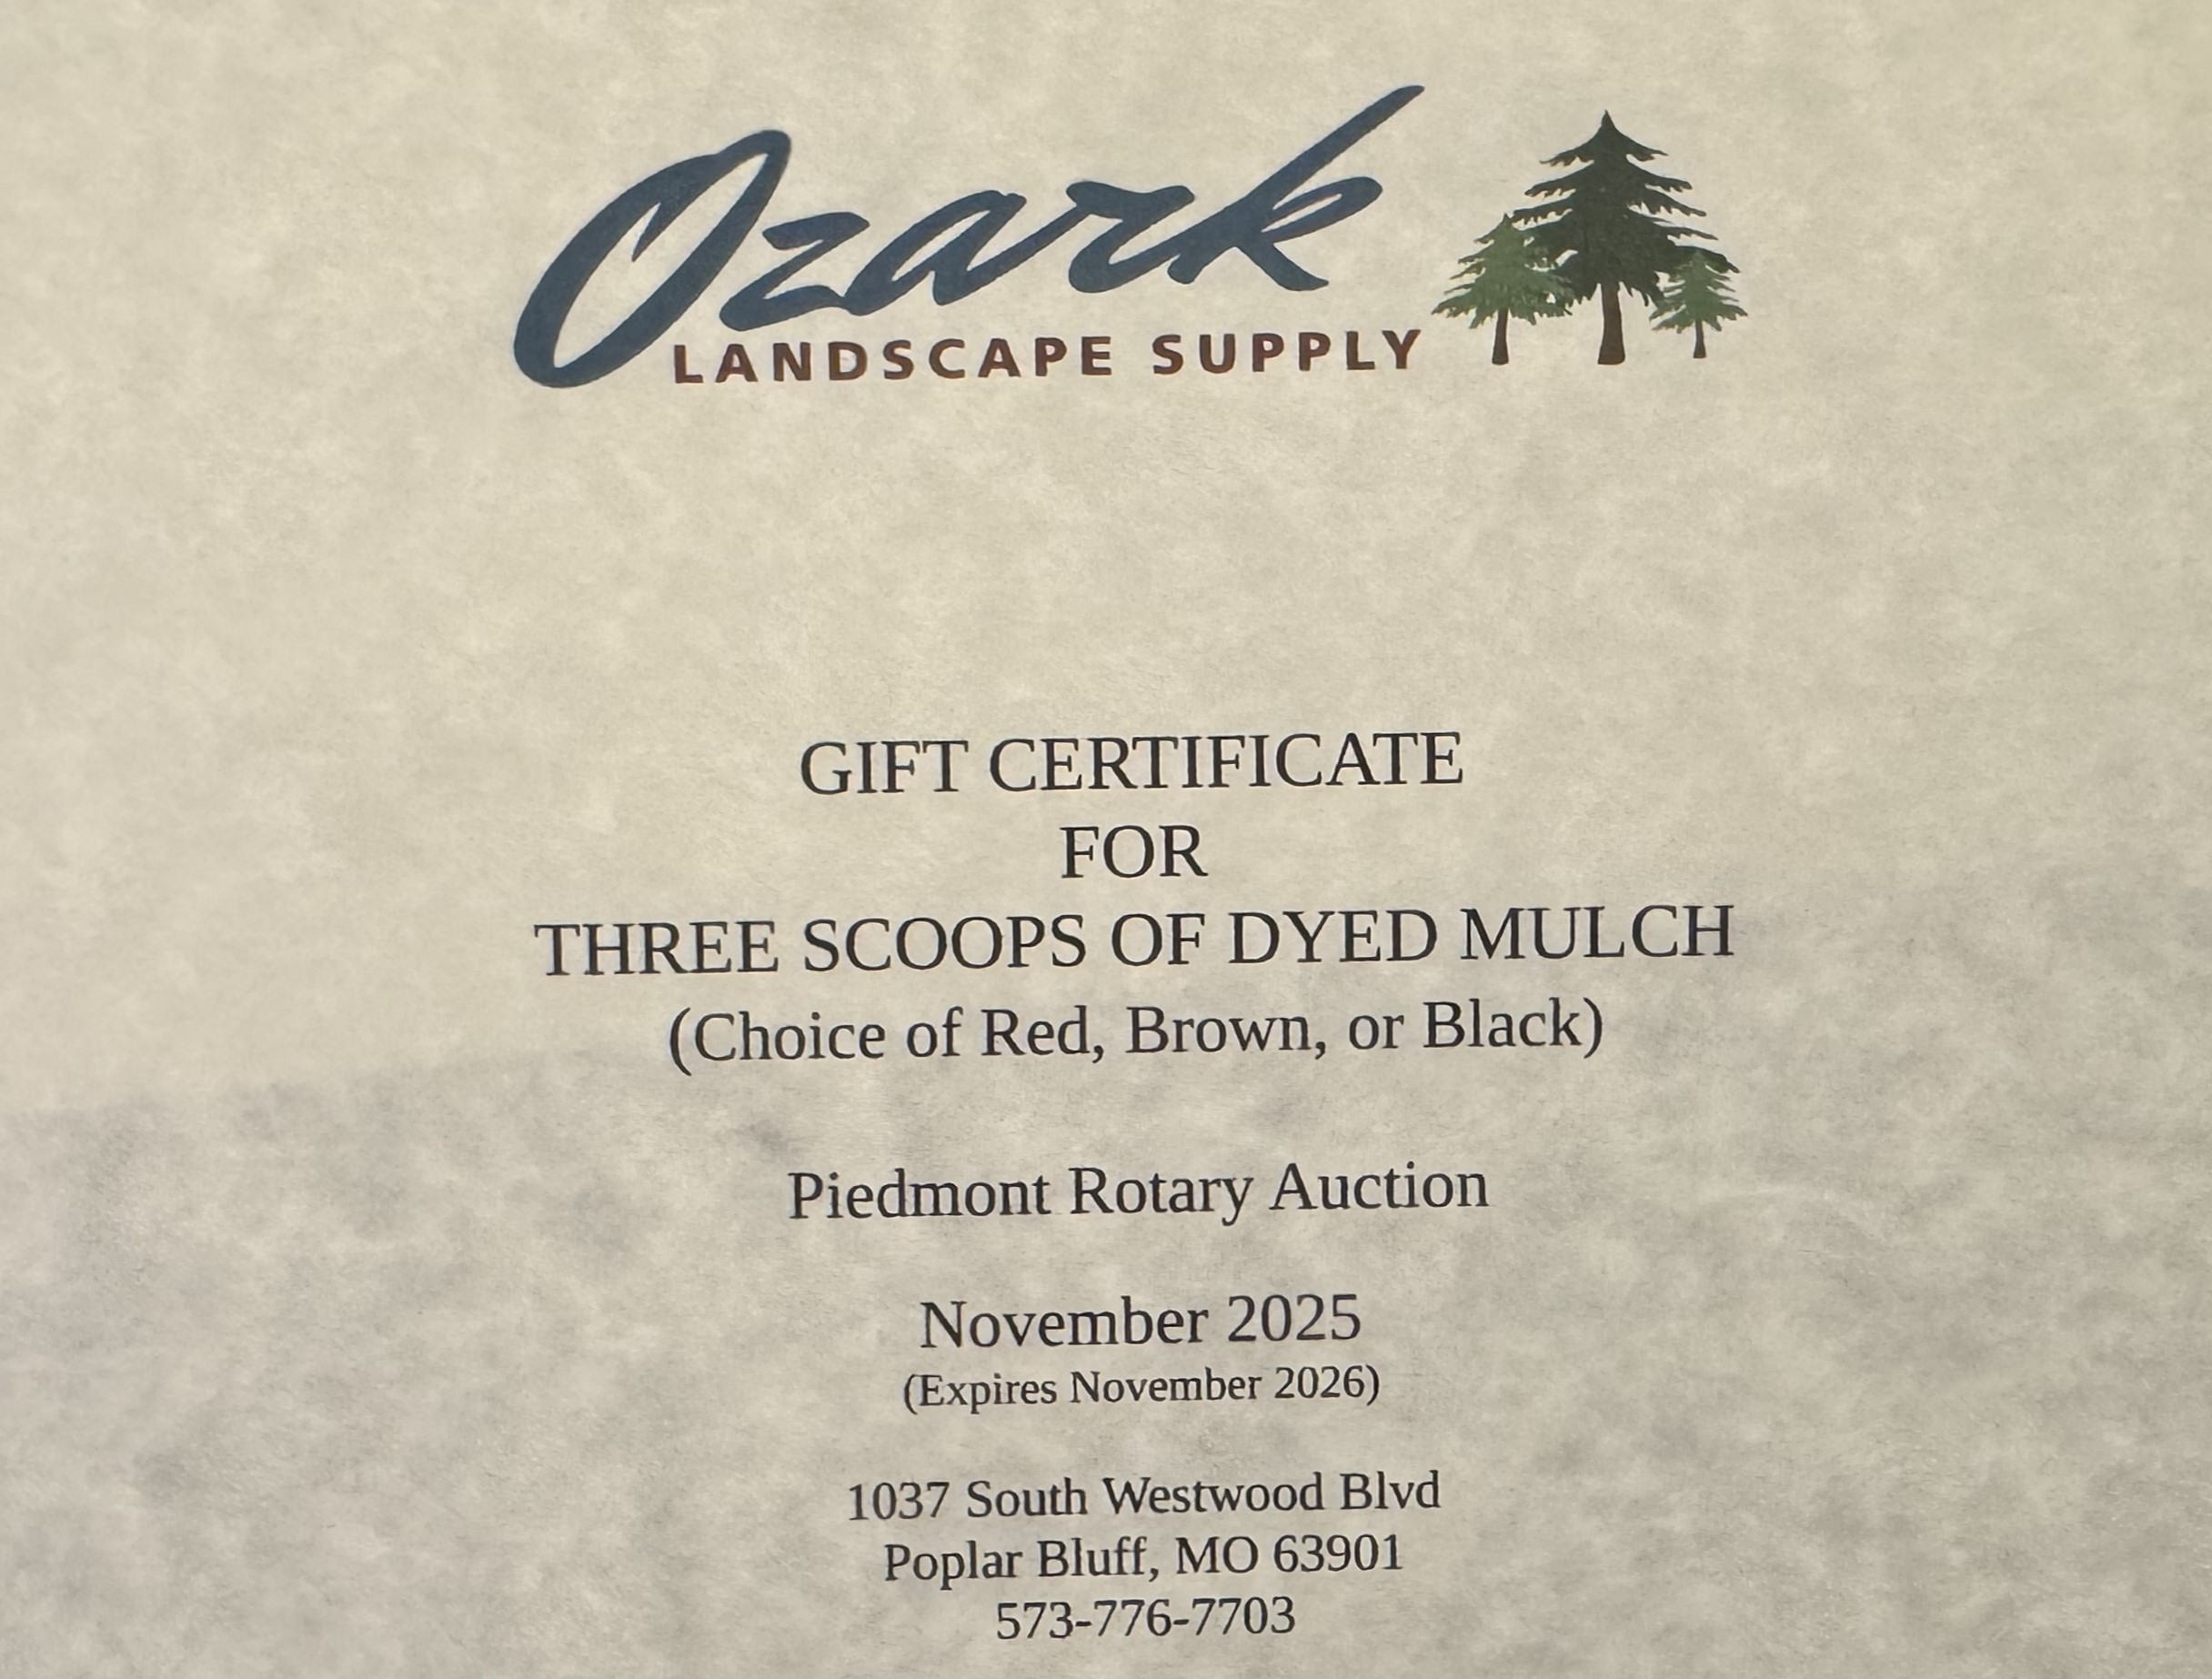 Ozark
LANDSCAPE SUPPLY
GIFT CERTIFICATE
FOR
THREE SCOOPS OF DYED MULCH
(Choice of Red, Brown, or Black)
Piedmont Rotary Auction
November 2025
(Expires November 2026)
1037 South Westwood Blvd
Poplar Bluff, MO 63901
573-776-7703